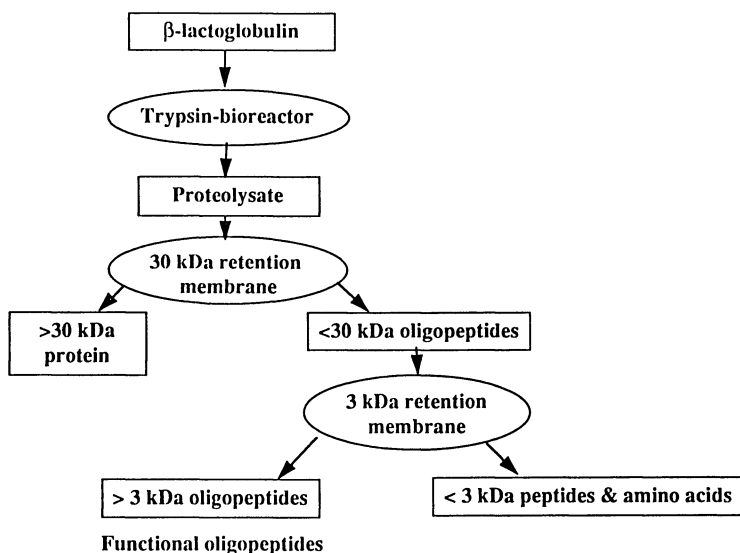 β-lactoglobulin
Trypsin-bioreactor
Proteolysate
30 kDa retention
membrane
>30 kDa
protein
<30 kDa oligopeptides
3 kDa retention
membrane
> 3 kDa oligopeptides
< 3 kDa peptides & amino acids
Functional oligopeptides